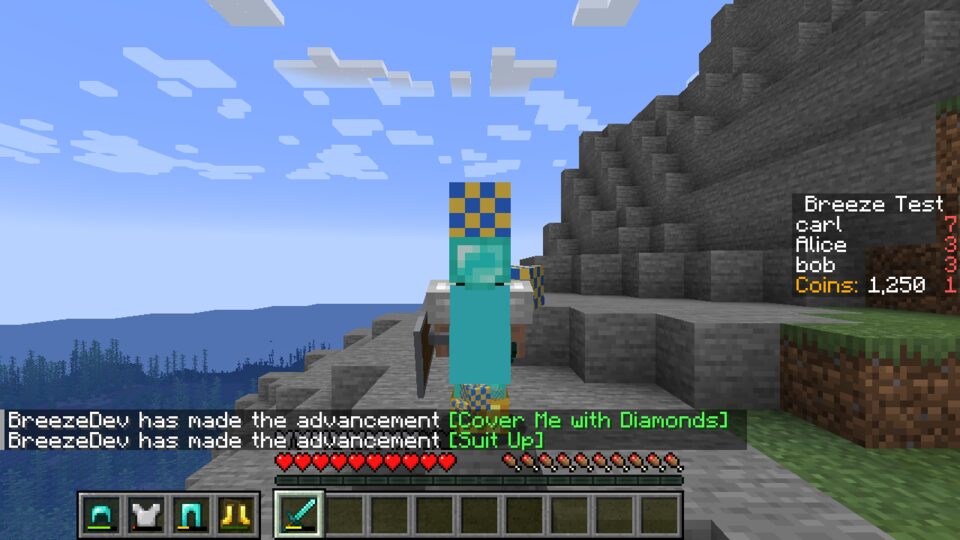 Breeze Test
carl 7
Alice 3
bob 3
Coins: 1,250 1
BreezeDev has made the advancement [Cover Me with Diamonds]
BreezeDev has made the advancement [Suit Up]